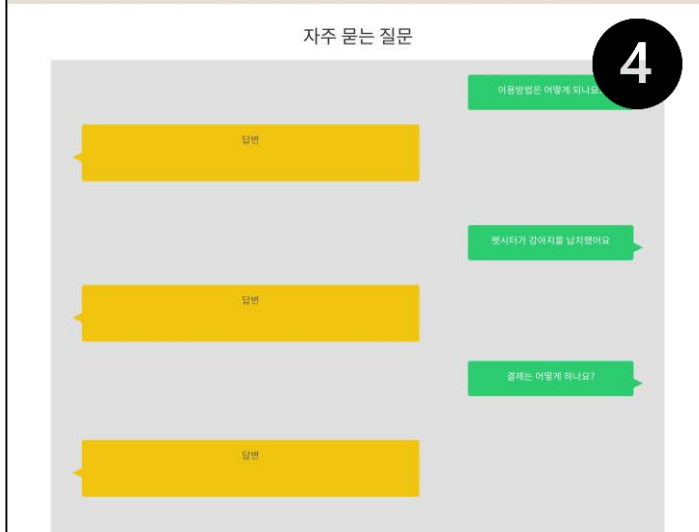 자주 묻는 질문
4
이용방법은 어떻게 되나요
답변
펫시터가 강아지를 납치했어요
답변
결제는 어떻게 하나요?
답변